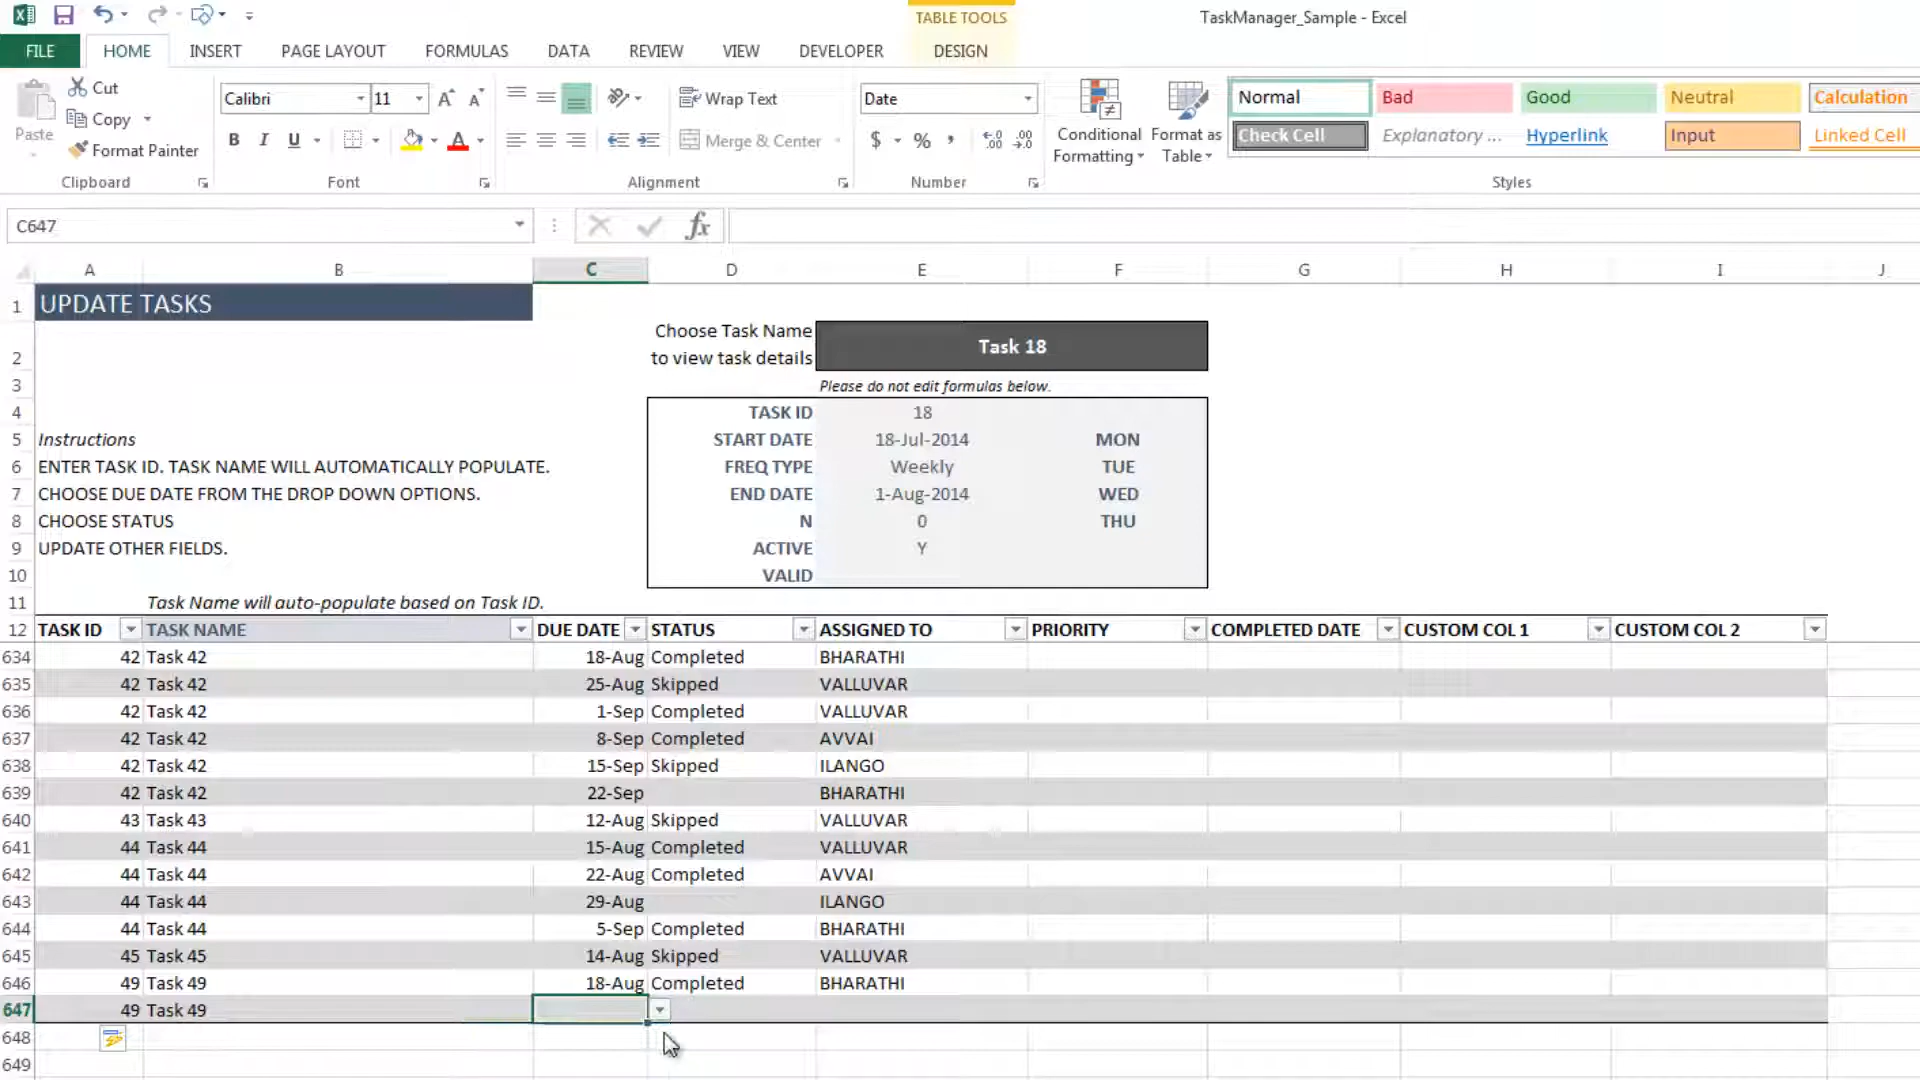 TABLE TOOLS
TaskManager_Sample - Excel
FILE HOME INSERT PAGE LAYOUT FORMULAS DATA REVIEW VIEW DEVELOPER DESIGN
Paste
Cut
Copy
Format Painter
Clipboard
Calibri 11
B I U
Font
Wrap Text
Merge & Center
Alignment
Date
$ % ,
Number
Conditional Formatting
Format as Table
Normal Bad Good Neutral Calculation
Check Cell Explanatory ... Hyperlink Input Linked Cell
Styles
C647 fx
A B C D E F G H I J
1 UPDATE TASKS
2 Choose Task Name to view task details Task 18
3 Please do not edit formulas below.
4 TASK ID 18
5 Instructions START DATE 18-Jul-2014 MON
6 ENTER TASK ID. TASK NAME WILL AUTOMATICALLY POPULATE. FREQ TYPE Weekly TUE
7 CHOOSE DUE DATE FROM THE DROP DOWN OPTIONS. END DATE 1-Aug-2014 WED
8 CHOOSE STATUS N 0 THU
9 UPDATE OTHER FIELDS. ACTIVE Y
10 VALID
11 Task Name will auto-populate based on Task ID.
12 TASK ID TASK NAME DUE DATE STATUS ASSIGNED TO PRIORITY COMPLETED DATE CUSTOM COL 1 CUSTOM COL 2
634 42 Task 42 18-Aug Completed BHARATHI
635 42 Task 42 25-Aug Skipped VALLUVAR
636 42 Task 42 1-Sep Completed VALLUVAR
637 42 Task 42 8-Sep Completed AVVAI
638 42 Task 42 15-Sep Skipped ILANGO
639 42 Task 42 22-Sep BHARATHI
640 43 Task 43 12-Aug Skipped VALLUVAR
641 44 Task 44 15-Aug Completed VALLUVAR
642 44 Task 44 22-Aug Completed AVVAI
643 44 Task 44 29-Aug ILANGO
644 44 Task 44 5-Sep Completed BHARATHI
645 45 Task 45 14-Aug Skipped VALLUVAR
646 49 Task 49 18-Aug Completed BHARATHI
647 49 Task 49
648
649